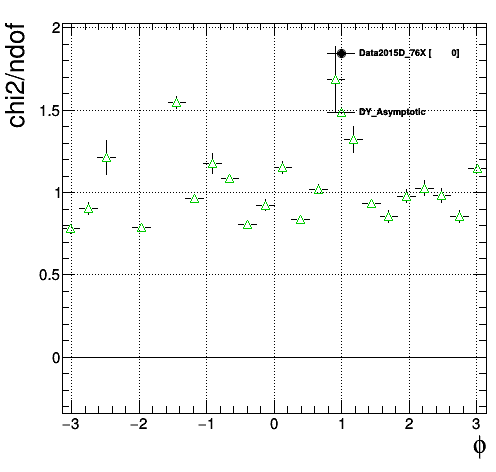 chi2/ndof
2
1.5
1
0.5
0
Data2015D_76X [ 0]
DY_Asymptotic
−3 −2 −1 0 1 2 3
ϕ